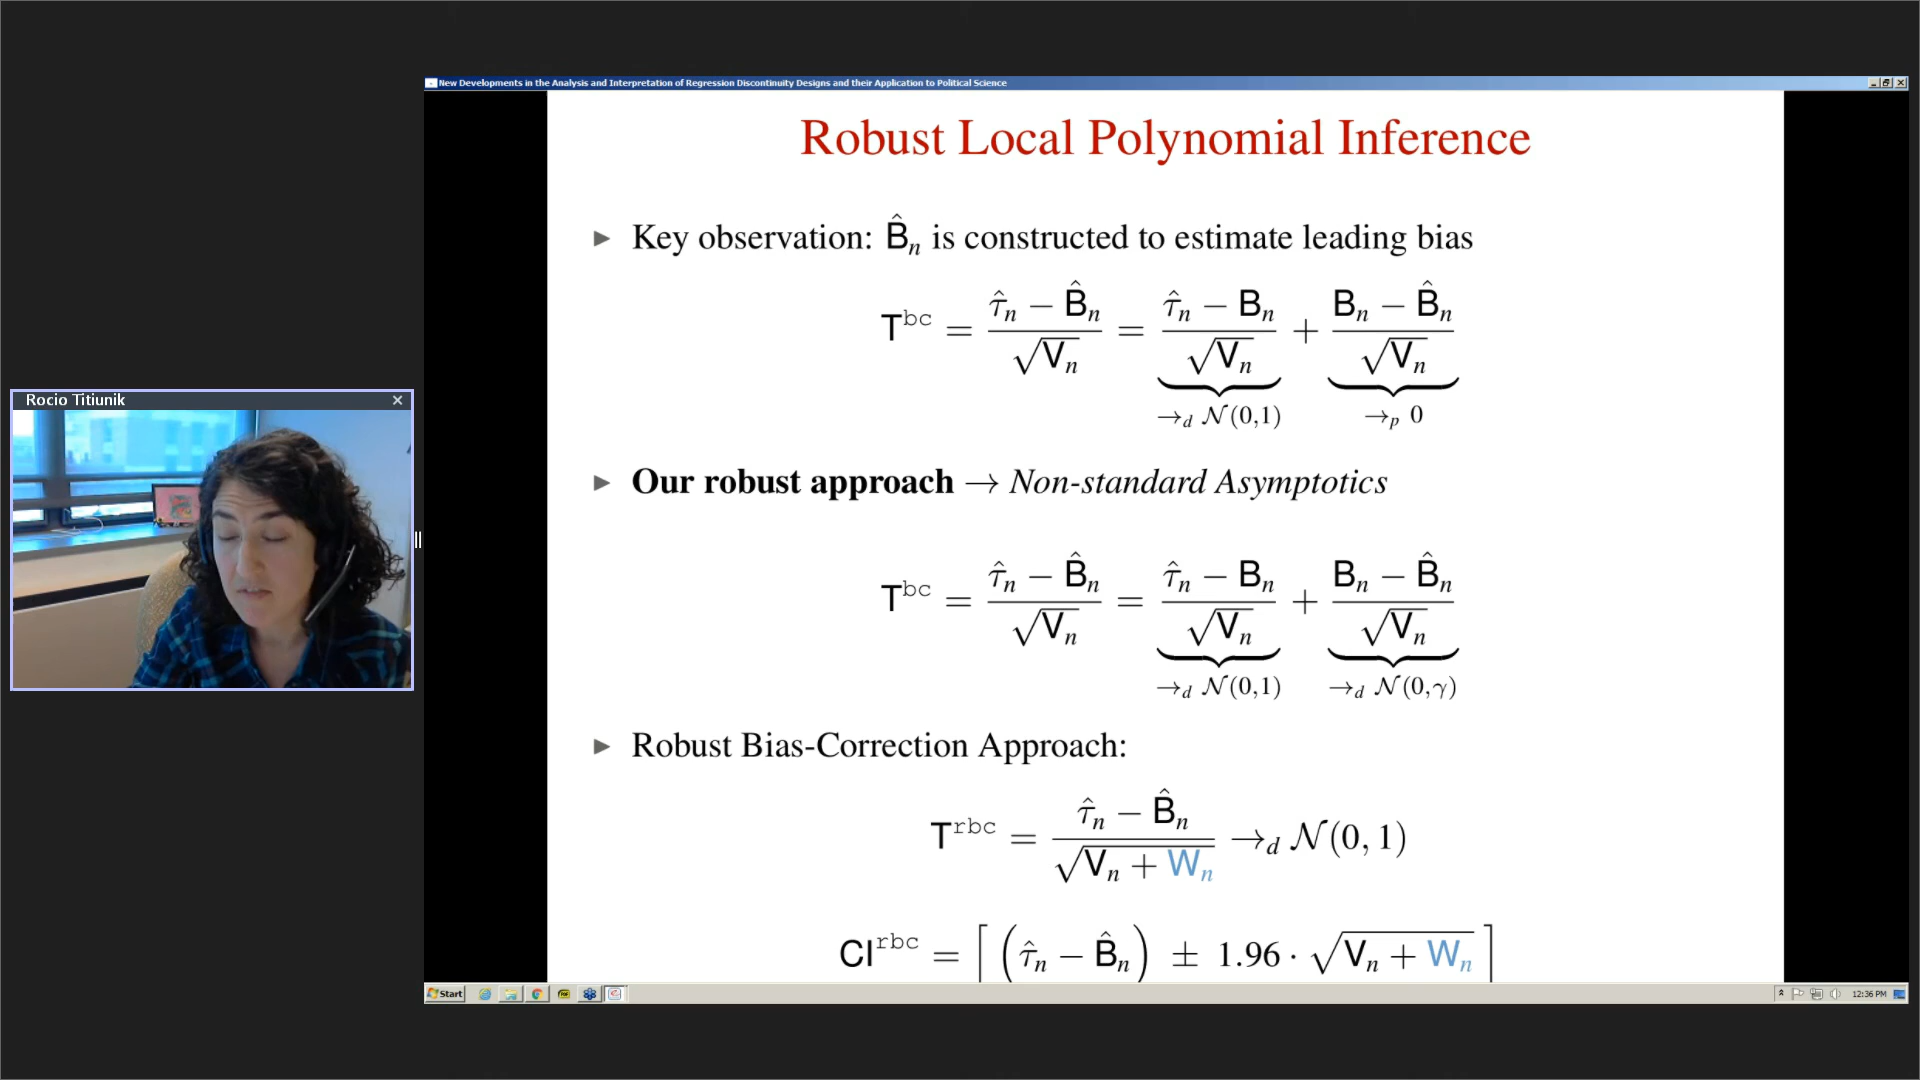 New Developments in the Analysis and Interpretation of Regression Discontinuity Designs and their Application to Political Science
Robust Local Polynomial Inference
► Key observation: B̂ₙ is constructed to estimate leading bias
Tᵇᶜ = (τ̂ₙ − B̂ₙ)/√Vₙ = (τ̂ₙ − Bₙ)/√Vₙ + (Bₙ − B̂ₙ)/√Vₙ
→d 𝒩(0,1) →p 0
► Our robust approach → Non-standard Asymptotics
Tᵇᶜ = (τ̂ₙ − B̂ₙ)/√Vₙ = (τ̂ₙ − Bₙ)/√Vₙ + (Bₙ − B̂ₙ)/√Vₙ
→d 𝒩(0,1) →d 𝒩(0,γ)
► Robust Bias-Correction Approach:
Tʳᵇᶜ = (τ̂ₙ − B̂ₙ)/√(Vₙ + Wₙ) →d 𝒩(0, 1)
CIʳᵇᶜ = [ (τ̂ₙ − B̂ₙ) ± 1.96 · √(Vₙ + Wₙ) ]
Rocio Titiunik
Start
12:36 PM